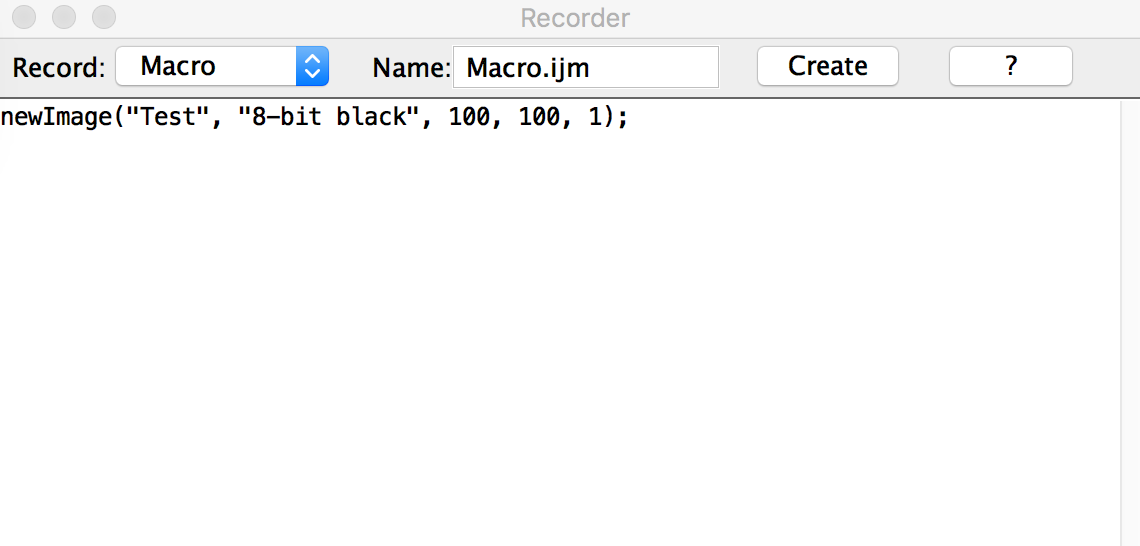 Recorder
Record: Macro Name: Macro.ijm Create ?
newImage("Test", "8-bit black", 100, 100, 1);